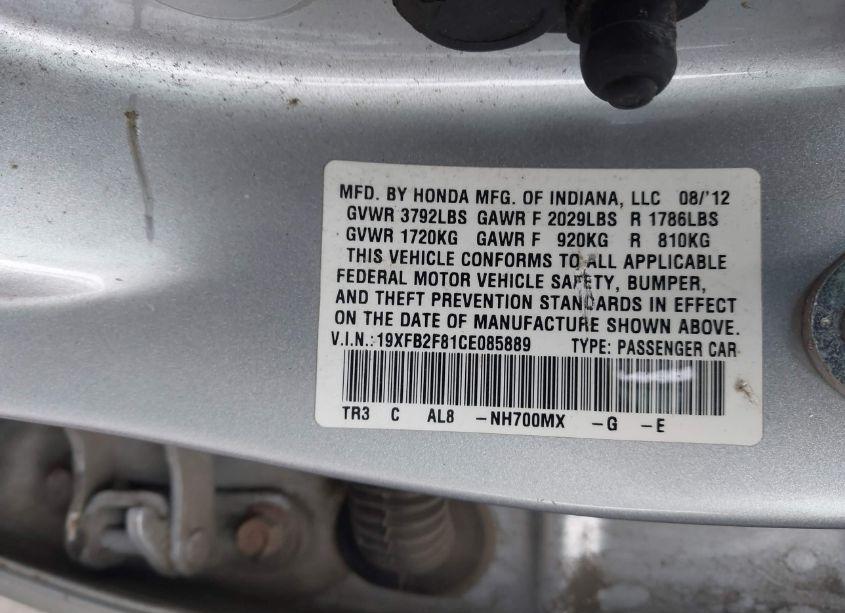 MFD. BY HONDA MFG. OF INDIANA, LLC 08/'12
GVWR 3792LBS GAWR F 2029LBS R 1786LBS
GVWR 1720KG GAWR F 920KG R 810KG
THIS VEHICLE CONFORMS TO ALL APPLICABLE
FEDERAL MOTOR VEHICLE SAFETY, BUMPER,
AND THEFT PREVENTION STANDARDS IN EFFECT
ON THE DATE OF MANUFACTURE SHOWN ABOVE.
V.I.N.:19XFB2F81CE085889 TYPE: PASSENGER CAR
TR3 C AL8 -NH700MX -G -E